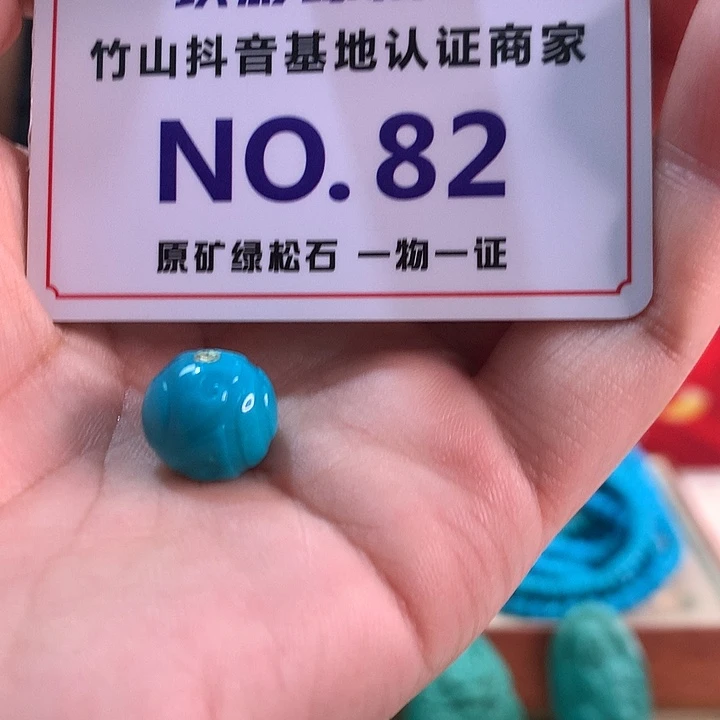 竹山抖音基地认证商家
NO.82
原矿绿松石 一物一证